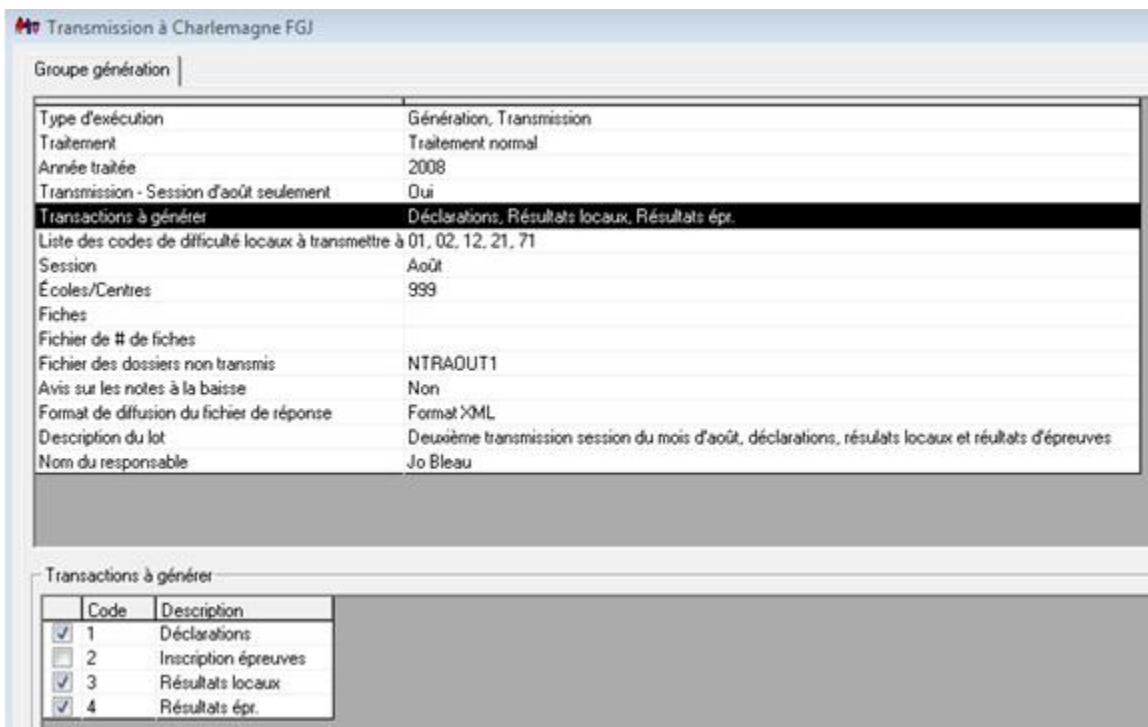 Transmission à Charlemagne FGJ
Groupe génération
Type d'exécution Génération, Transmission
Traitement Traitement normal
Année traitée 2008
Transmission - Session d'août seulement Oui
Transactions à générer Déclarations, Résultats locaux, Résultats épr.
Liste des codes de difficulté locaux à transmettre à 01, 02, 12, 21, 71
Session Août
Écoles/Centres 999
Fiches
Fichier de # de fiches
Fichier des dossiers non transmis NTRAOUT1
Avis sur les notes à la baisse Non
Format de diffusion du fichier de réponse Format XML
Description du lot Deuxième transmission session du mois d'août, déclarations, résulats locaux et réultats d'épreuves
Nom du responsable Jo Bleau
Transactions à générer
Code Description
1 Déclarations
2 Inscription épreuves
3 Résultats locaux
4 Résultats épr.